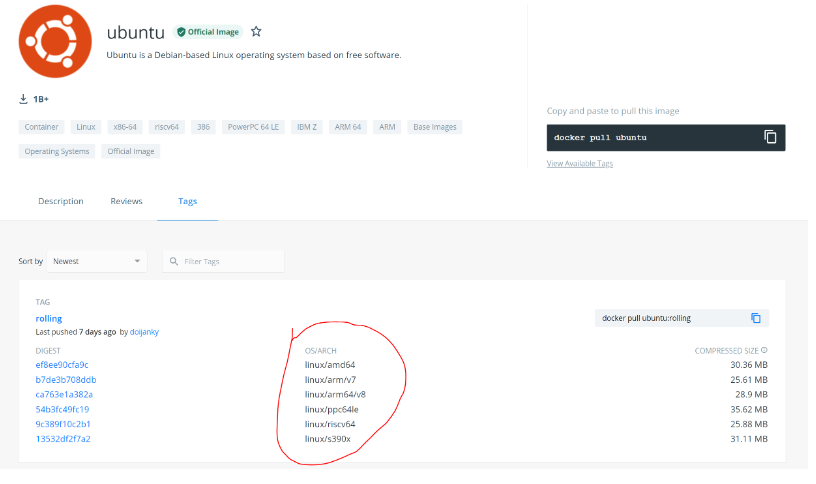 ubuntu Official Image
Ubuntu is a Debian-based Linux operating system based on free software.
1B+
Container Linux x86-64 riscv64 386 PowerPC 64 LE IBM Z ARM 64 ARM Base Images
Operating Systems Official Image
Copy and paste to pull this image
docker pull ubuntu
View Available Tags
Description Reviews Tags
Sort by Newest Filter Tags
TAG
rolling
docker pull ubuntu:rolling
Last pushed 7 days ago by doijanky
DIGEST OS/ARCH COMPRESSED SIZE
ef8ee90cfa9c linux/amd64 30.36 MB
b7de3b708ddb linux/arm/v7 25.61 MB
ca763e1a382a linux/arm64/v8 28.9 MB
54b3fc49fc19 linux/ppc64le 35.62 MB
9c389f10c2b1 linux/riscv64 25.88 MB
13532df2f7a2 linux/s390x 31.11 MB